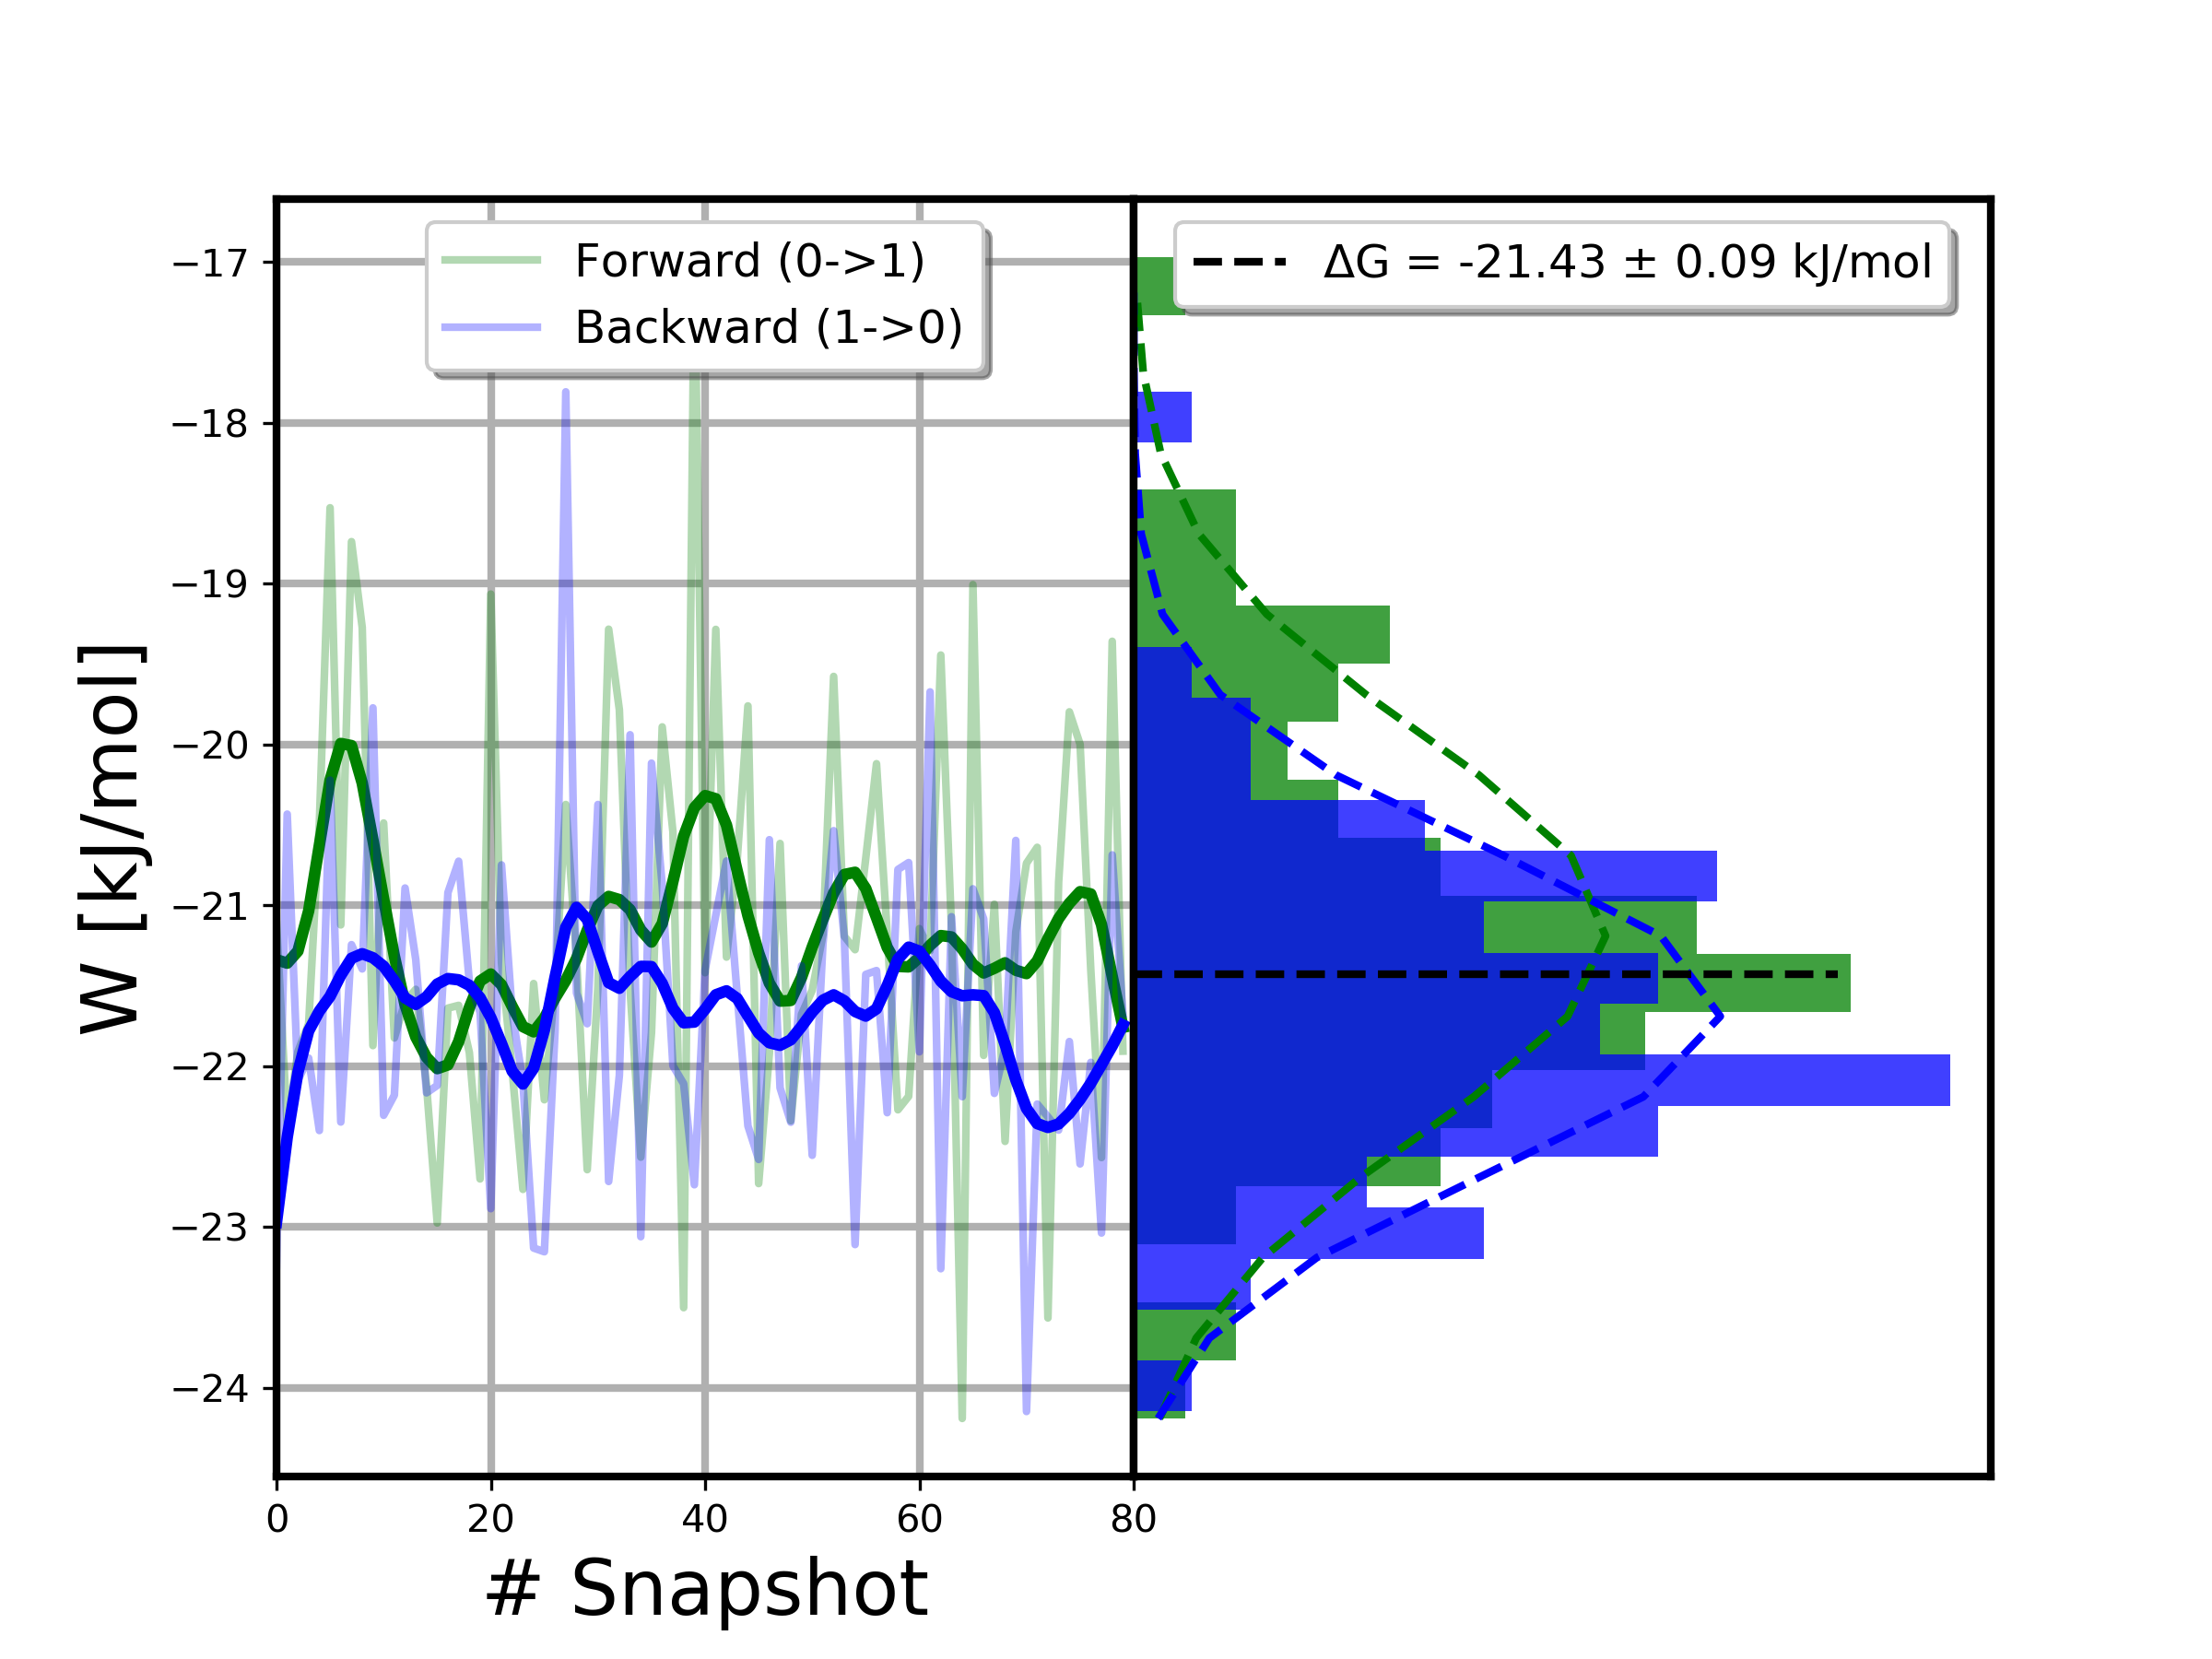 Forward (0->1)
Backward (1->0)
ΔG = -21.43 ± 0.09 kJ/mol
W [kJ/mol]
−17
−18
−19
−20
−21
−22
−23
−24
0 20 40 60 80
# Snapshot